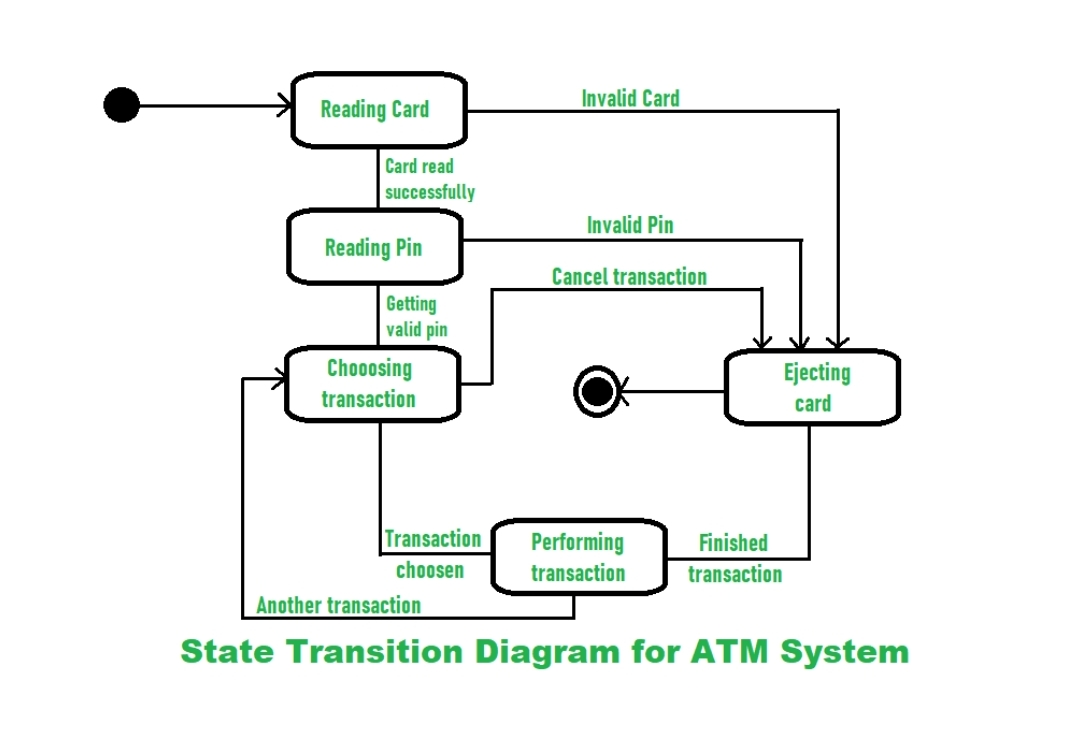 Reading Card
Invalid Card
Card read
successfully
Reading Pin
Invalid Pin
Cancel transaction
Getting
valid pin
Chooosing
transaction
Ejecting
card
Transaction
choosen
Performing
transaction
Finished
transaction
Another transaction
State Transition Diagram for ATM System